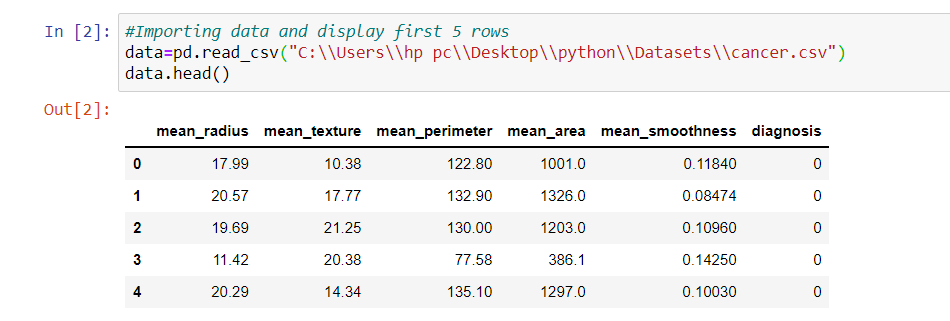 In [2]: #Importing data and display first 5 rows
data=pd.read_csv("C:\\Users\\hp pc\\Desktop\\python\\Datasets\\cancer.csv")
data.head()
Out[2]:
mean_radius mean_texture mean_perimeter mean_area mean_smoothness diagnosis
0 17.99 10.38 122.80 1001.0 0.11840 0
1 20.57 17.77 132.90 1326.0 0.08474 0
2 19.69 21.25 130.00 1203.0 0.10960 0
3 11.42 20.38 77.58 386.1 0.14250 0
4 20.29 14.34 135.10 1297.0 0.10030 0